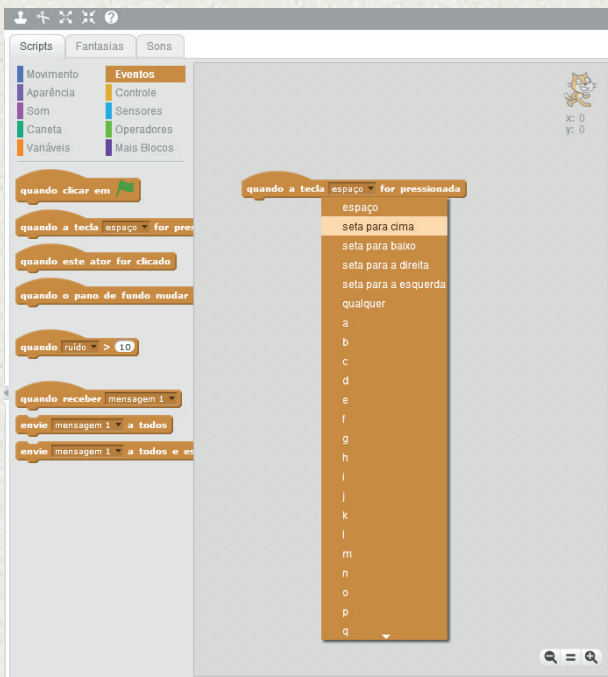 Scripts Fantasias Sons
Movimento Eventos
Aparência Controle
Som Sensores
Caneta Operadores
Variáveis Mais Blocos
quando clicar em
quando a tecla espaço for pres
quando este ator for clicado
quando o pano de fundo mudar
quando ruído > 10
quando receber mensagem 1
envie mensagem 1 a todos
envie mensagem 1 a todos e es
x: 0
y: 0
quando a tecla espaço for pressionada
espaço
seta para cima
seta para baixo
seta para a direita
seta para a esquerda
qualquer
a
b
c
d
e
f
g
h
i
j
k
l
m
n
o
p
q